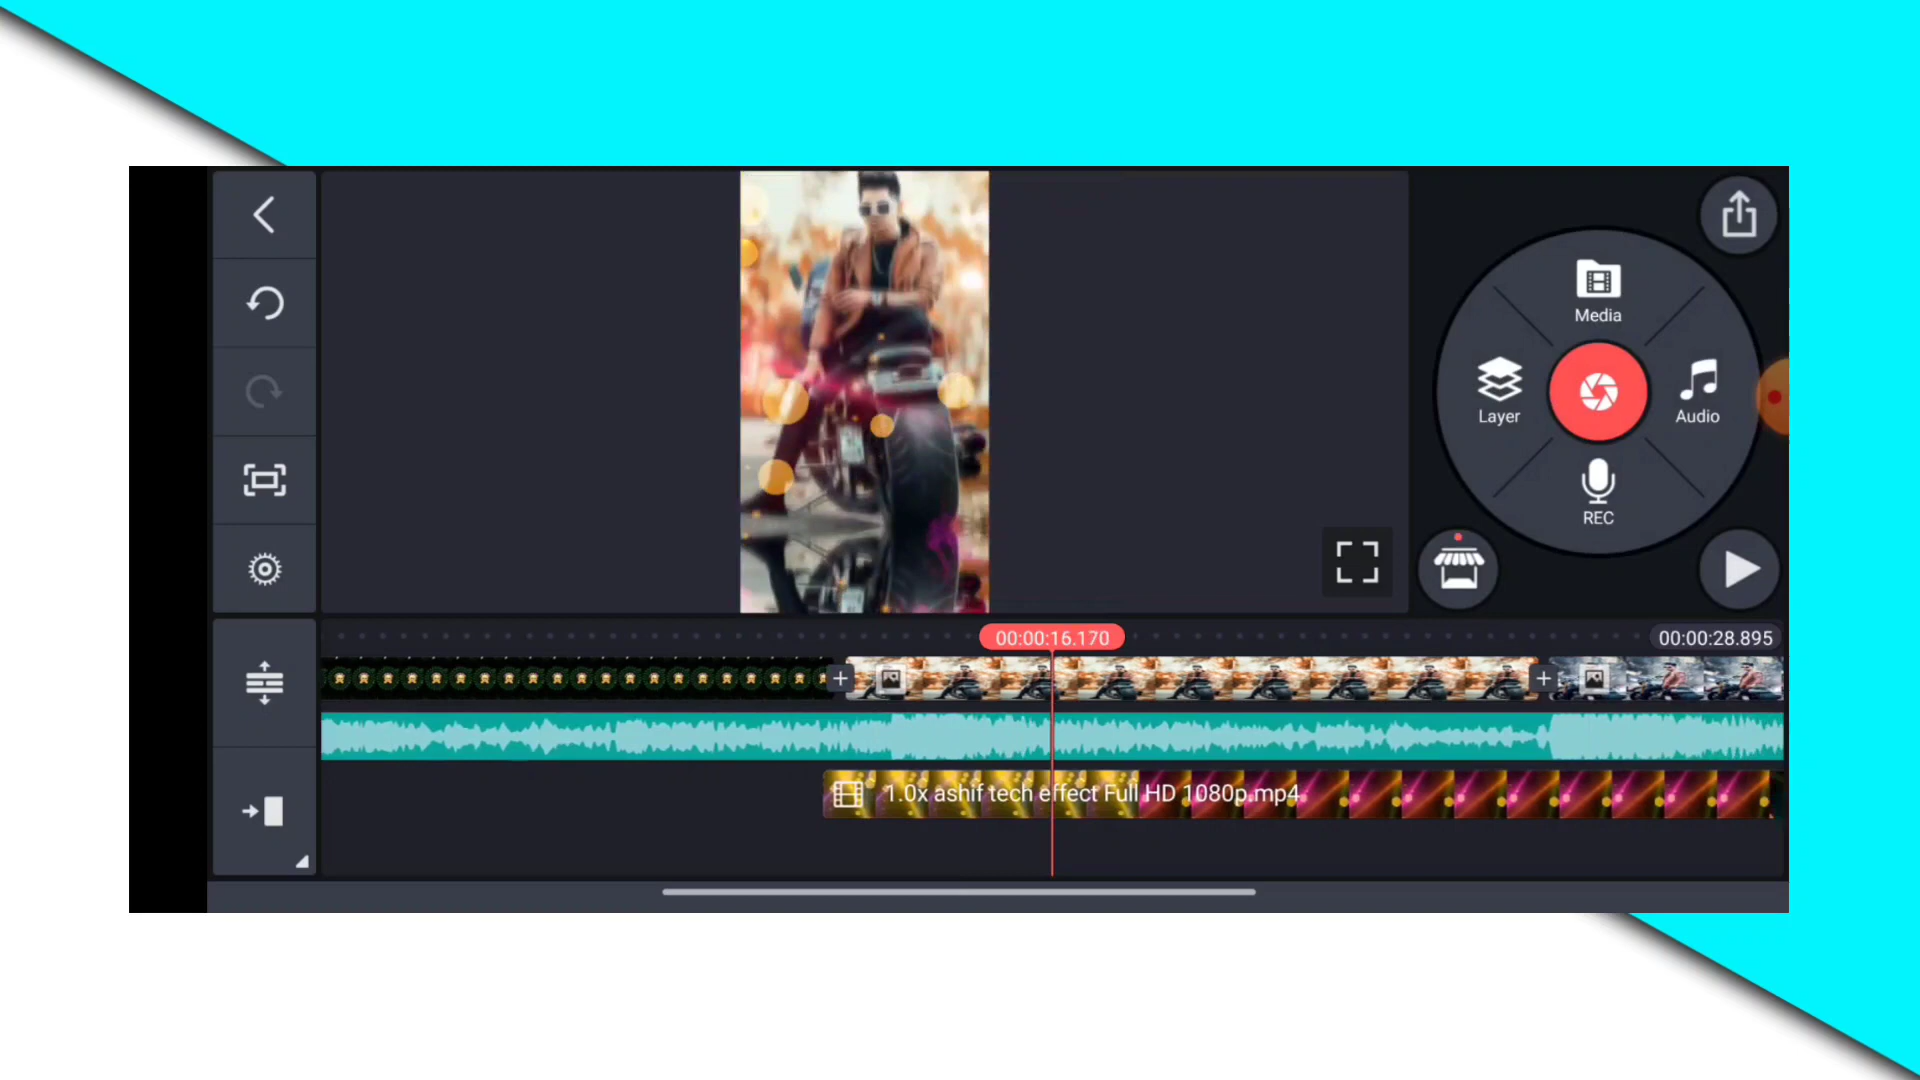 Media
Layer
Audio
REC
00:00:16.170
00:00:28.895
1.0x ashif tech effect Full HD 1080p.mp4